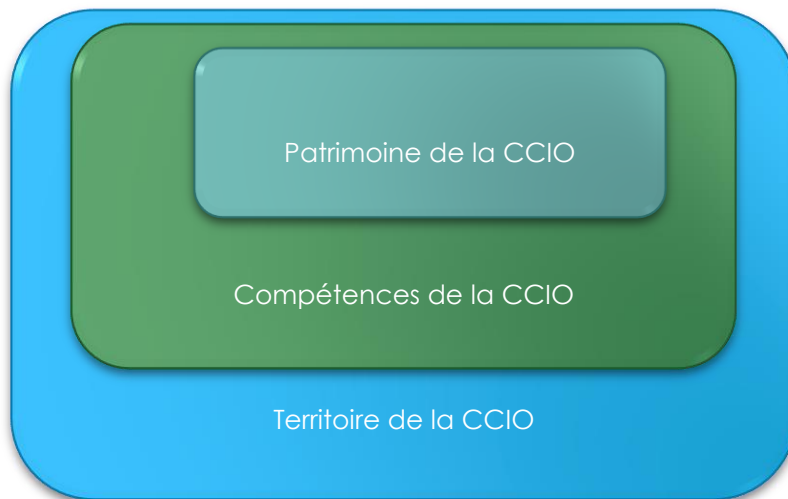 Patrimoine de la CCIO
Compétences de la CCIO
Territoire de la CCIO